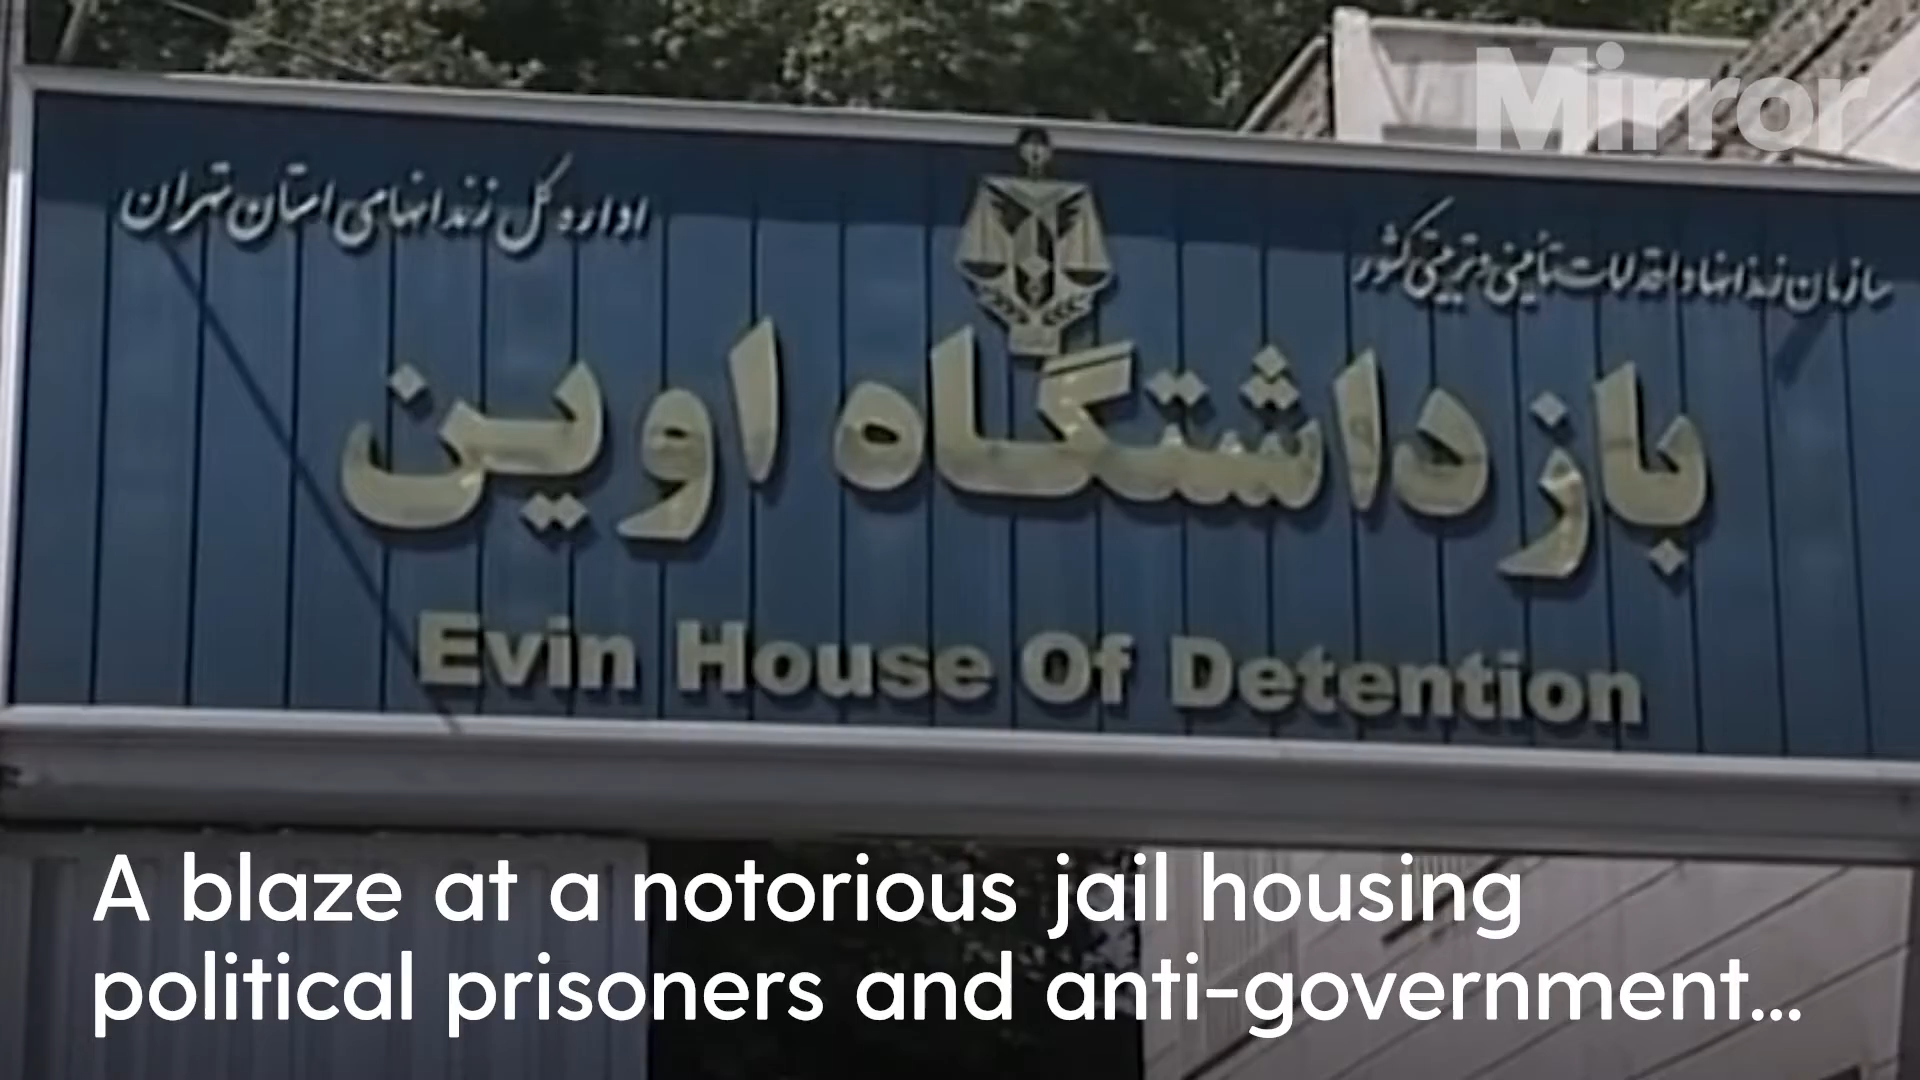 Mirror
سازمان زندانها و اقدامات تأمینی و تربیتی کشور
اداره کل زندانهای استان تهران
بازداشتگاه اوین
Evin House Of Detention
A blaze at a notorious jail housing
political prisoners and anti-government...